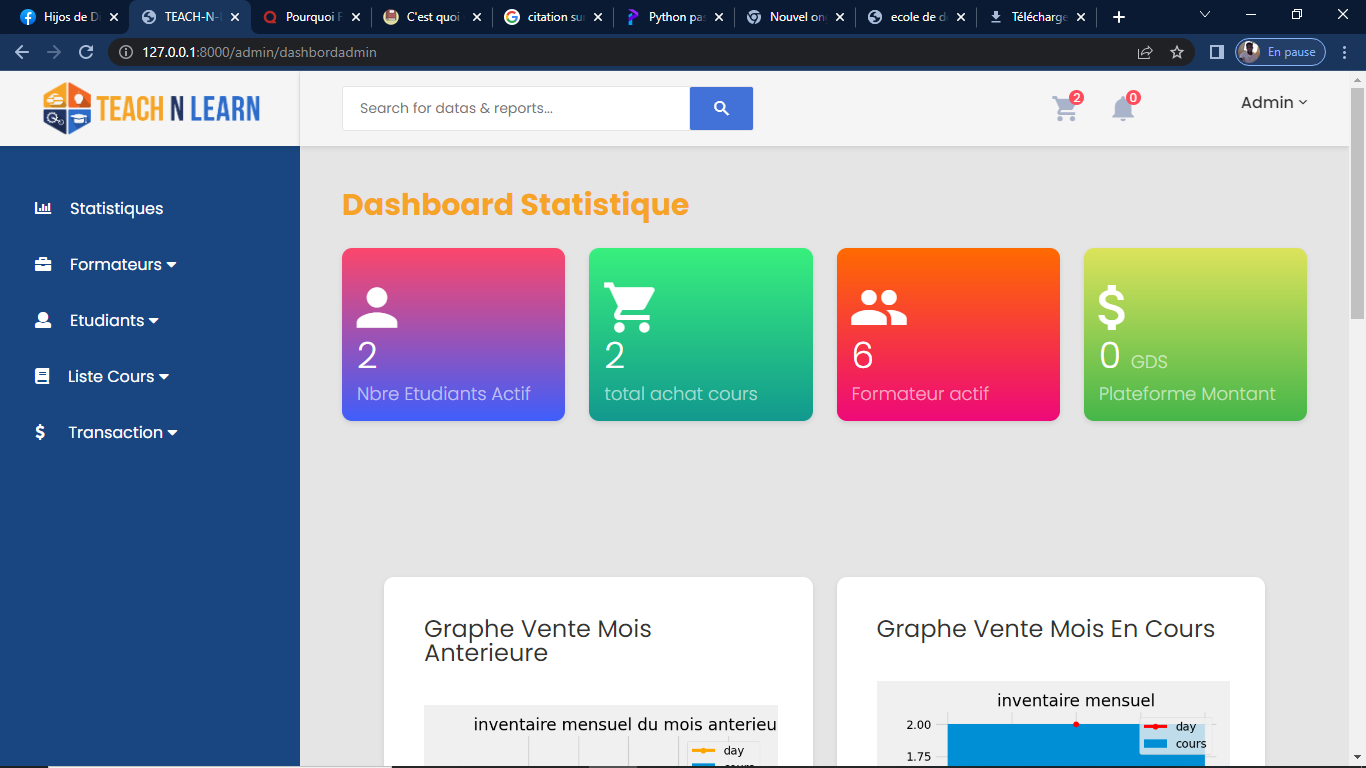 Hijos de Di
TEACH-N-L
Pourquoi F
C'est quoi
citation su
Python pa
Nouvel on
ecole de d
Télécharge
127.0.0.1:8000/admin/dashbordadmin
En pause
TEACH N LEARN
Search for datas & reports...
2
0
Admin
Statistiques
Formateurs
Etudiants
Liste Cours
Transaction
Dashboard Statistique
2
Nbre Etudiants Actif
2
total achat cours
6
Formateur actif
0 GDS
Plateforme Montant
Graphe Vente Mois
Anterieure
inventaire mensuel du mois anterieu
day
cours
Graphe Vente Mois En Cours
inventaire mensuel
2.00
1.75
day
cours